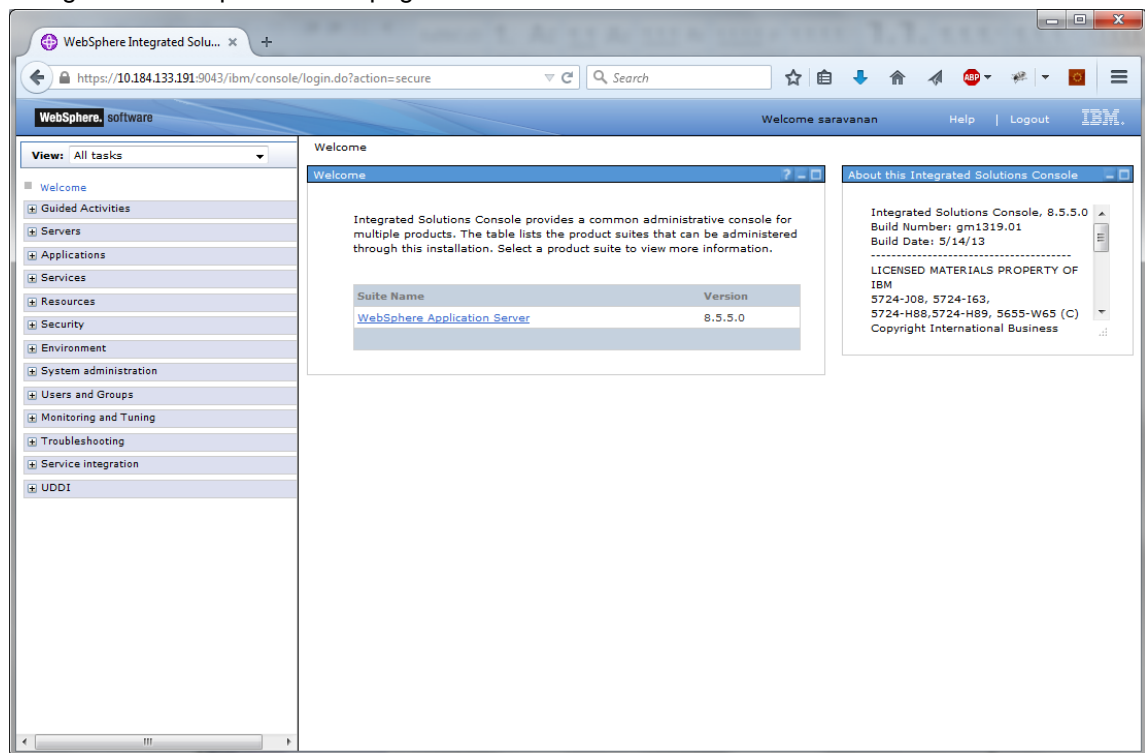 WebSphere Integrated Solu... × +
https://10.184.133.191:9043/ibm/console/login.do?action=secure
Search
ABP
WebSphere. software
Welcome saravanan
Help | Logout
IBM.
View: All tasks
Welcome
Guided Activities
Servers
Applications
Services
Resources
Security
Environment
System administration
Users and Groups
Monitoring and Tuning
Troubleshooting
Service integration
UDDI
Welcome
Welcome
Integrated Solutions Console provides a common administrative console for
multiple products. The table lists the product suites that can be administered
through this installation. Select a product suite to view more information.
Suite Name Version
WebSphere Application Server 8.5.5.0
About this Integrated Solutions Console
Integrated Solutions Console, 8.5.5.0
Build Number: gm1319.01
Build Date: 5/14/13
----------------------------------------
LICENSED MATERIALS PROPERTY OF
IBM
5724-J08, 5724-I63,
5724-H88,5724-H89, 5655-W65 (C)
Copyright International Business